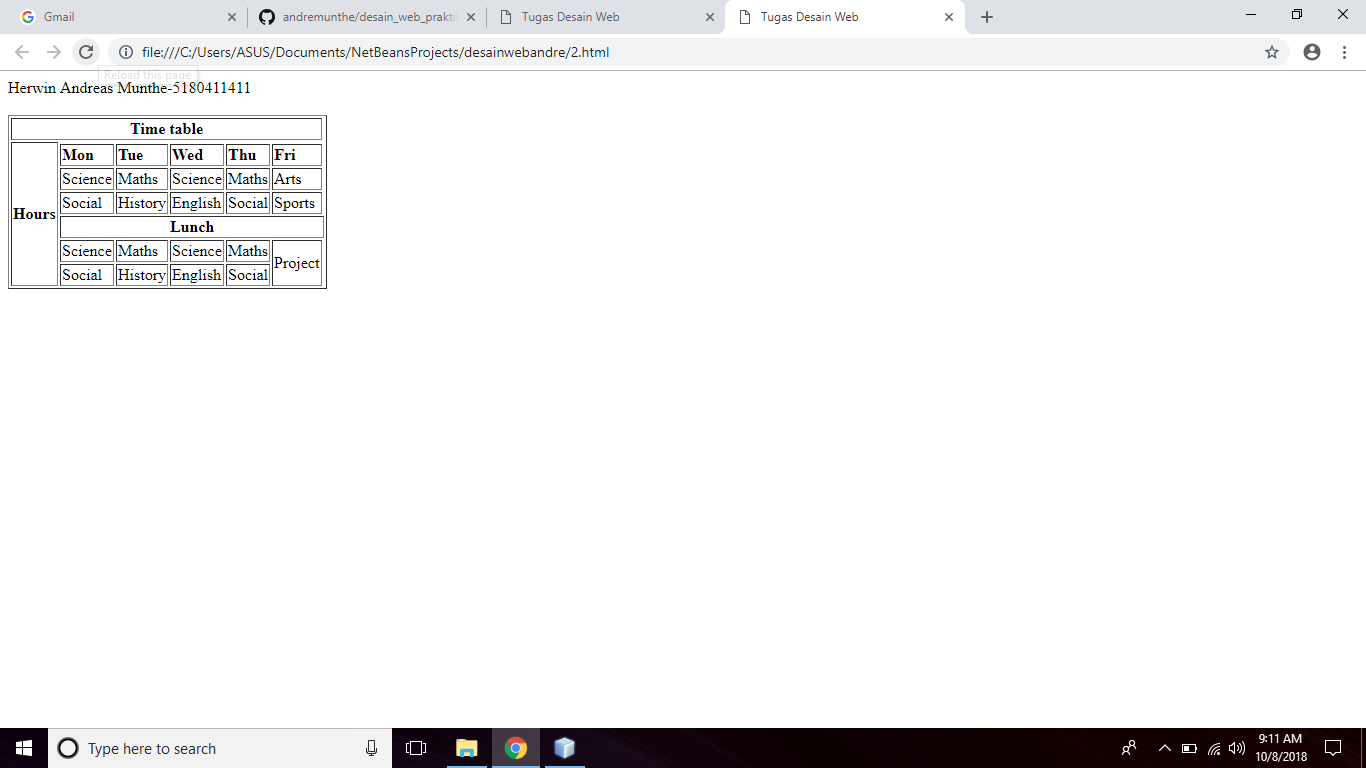 Gmail
andremunthe/desain_web_prakti
Tugas Desain Web
Tugas Desain Web
file:///C:/Users/ASUS/Documents/NetBeansProjects/desainwebandre/2.html
Reload this page
Herwin Andreas Munthe-5180411411
Time table
Hours
Mon Tue Wed Thu Fri
Science Maths Science Maths Arts
Social History English Social Sports
Lunch
Science Maths Science Maths Project
Social History English Social
Type here to search
9:11 AM
10/8/2018